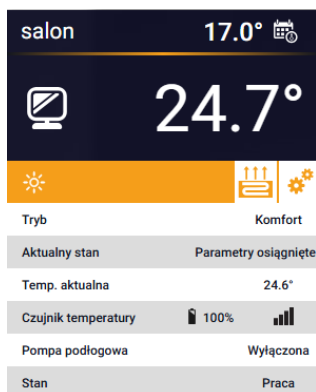 salon 17.0°
24.7°
Tryb Komfort
Aktualny stan Parametry osiągnięte
Temp. aktualna 24.6°
Czujnik temperatury 100%
Pompa podłogowa Wyłączona
Stan Praca